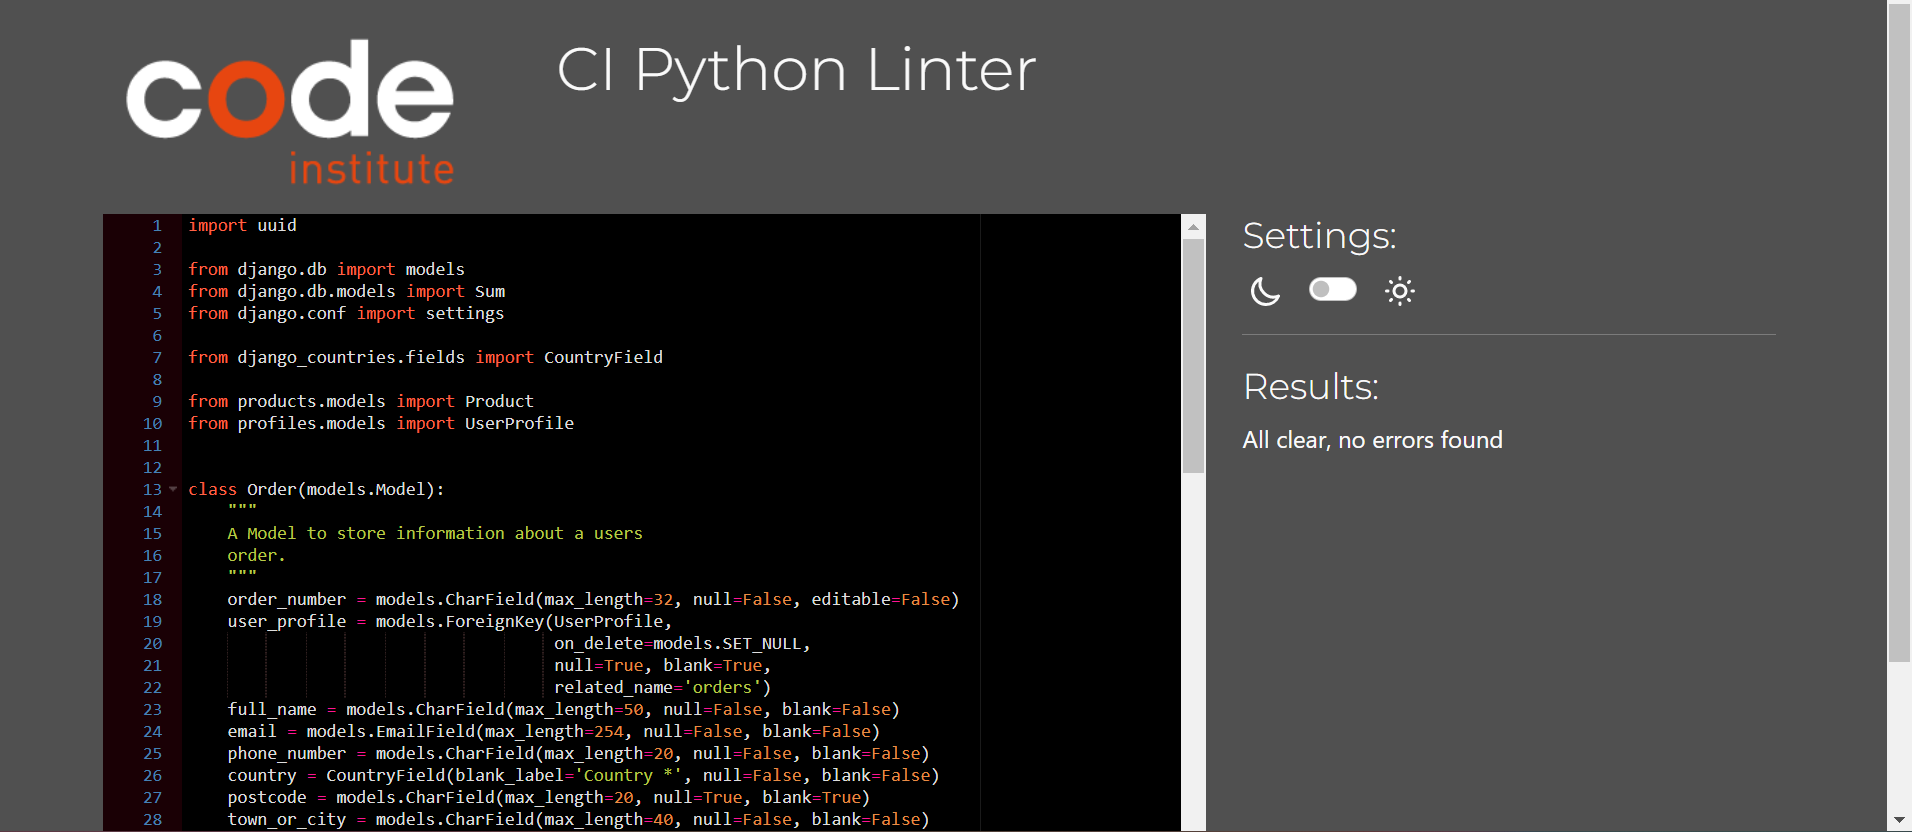 code
institute
CI Python Linter
1 import uuid
2
3 from django.db import models
4 from django.db.models import Sum
5 from django.conf import settings
6
7 from django_countries.fields import CountryField
8
9 from products.models import Product
10 from profiles.models import UserProfile
11
12
13 class Order(models.Model):
14     """
15     A Model to store information about a users
16     order.
17     """
18     order_number = models.CharField(max_length=32, null=False, editable=False)
19     user_profile = models.ForeignKey(UserProfile,
20                                      on_delete=models.SET_NULL,
21                                      null=True, blank=True,
22                                      related_name='orders')
23     full_name = models.CharField(max_length=50, null=False, blank=False)
24     email = models.EmailField(max_length=254, null=False, blank=False)
25     phone_number = models.CharField(max_length=20, null=False, blank=False)
26     country = CountryField(blank_label='Country *', null=False, blank=False)
27     postcode = models.CharField(max_length=20, null=True, blank=True)
28     town_or_city = models.CharField(max_length=40, null=False, blank=False)
Settings:
Results:
All clear, no errors found